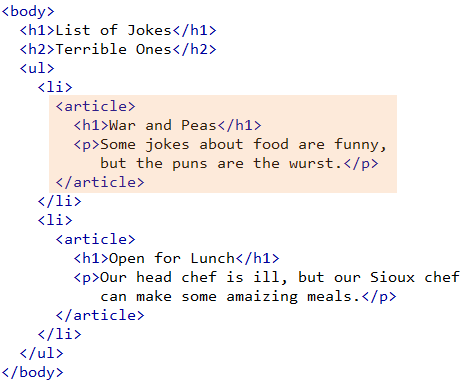 <body>
<h1>List of Jokes</h1>
<h2>Terrible Ones</h2>
<ul>
<li>
<article>
<h1>War and Peas</h1>
<p>Some jokes about food are funny,
but the puns are the wurst.</p>
</article>
</li>
<li>
<article>
<h1>Open for Lunch</h1>
<p>Our head chef is ill, but our Sioux chef
can make some amaizing meals.</p>
</article>
</li>
</ul>
</body>